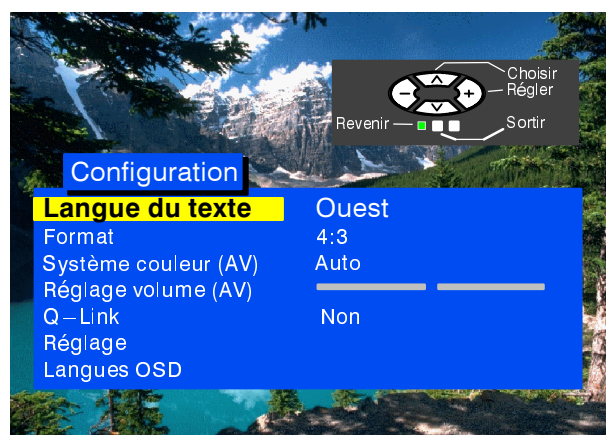 Choisir
− + Régler
Revenir Sortir
Configuration
Langue du texte Ouest
Format 4:3
Système couleur (AV) Auto
Réglage volume (AV)
Q–Link Non
Réglage
Langues OSD